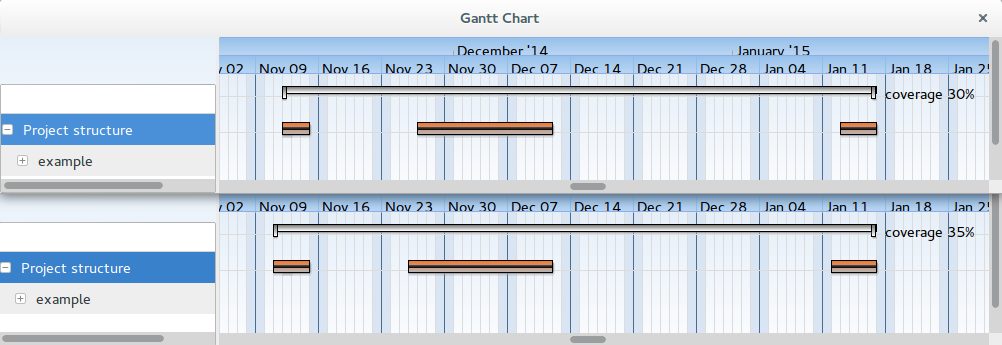 Gantt Chart
December '14 January '15
02 Nov 09 Nov 16 Nov 23 Nov 30 Dec 07 Dec 14 Dec 21 Dec 28 Jan 04 Jan 11 Jan 18 Jan 25
coverage 30%
Project structure
example
02 Nov 09 Nov 16 Nov 23 Nov 30 Dec 07 Dec 14 Dec 21 Dec 28 Jan 04 Jan 11 Jan 18 Jan 25
coverage 35%
Project structure
example